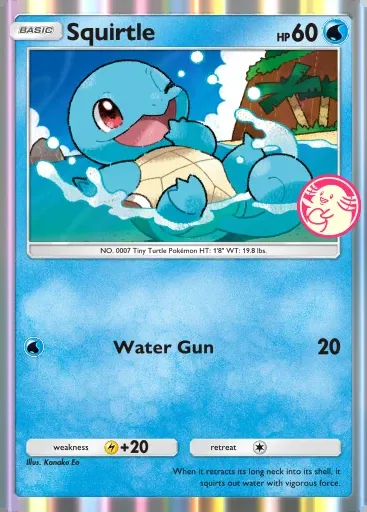 BASIC
Squirtle
HP 60
NO. 0007 Tiny Turtle Pokémon HT: 1'8" WT: 19.8 lbs.
Water Gun 20
weakness +20 retreat
Illus. Kanako Eo
When it retracts its long neck into its shell, it
squirts out water with vigorous force.